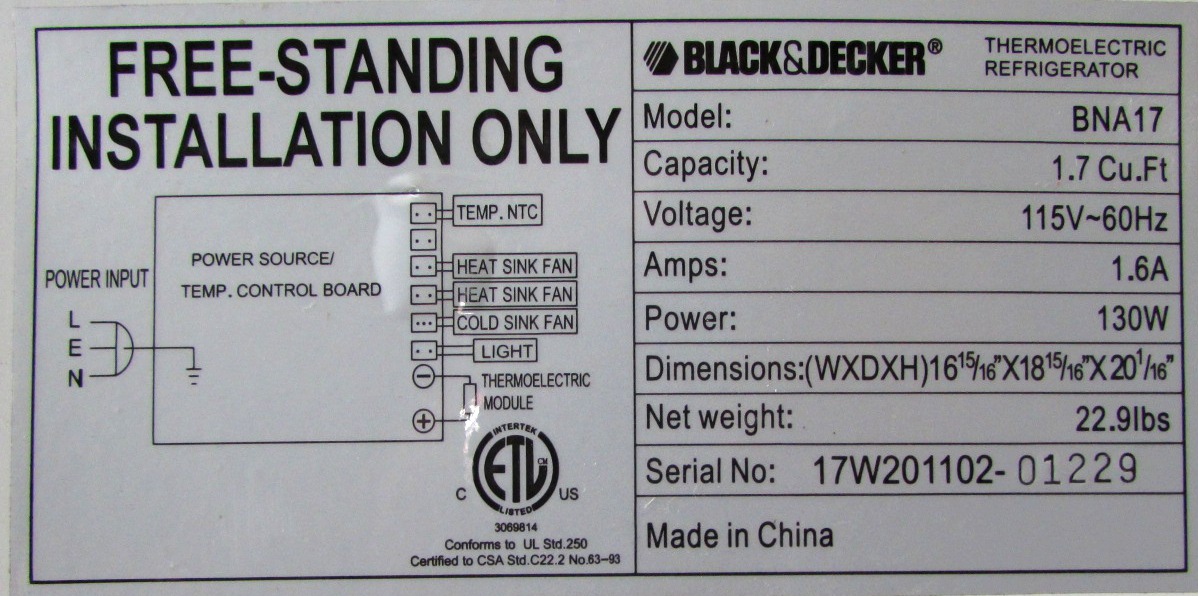 FREE-STANDING
INSTALLATION ONLY
POWER INPUT
L
E
N
POWER SOURCE/
TEMP. CONTROL BOARD
TEMP. NTC
HEAT SINK FAN
HEAT SINK FAN
COLD SINK FAN
LIGHT
THERMOELECTRIC
MODULE
INTERTEK
ETL CM
LISTED
C US
3069814
Conforms to UL Std.250
Certified to CSA Std.C22.2 No.63-93
BLACK&DECKER® THERMOELECTRIC
REFRIGERATOR
Model: BNA17
Capacity: 1.7 Cu.Ft
Voltage: 115V~60Hz
Amps: 1.6A
Power: 130W
Dimensions:(WXDXH)16 15/16"X18 15/16"X20 1/16"
Net weight: 22.9lbs
Serial No: 17W201102- 01229
Made in China